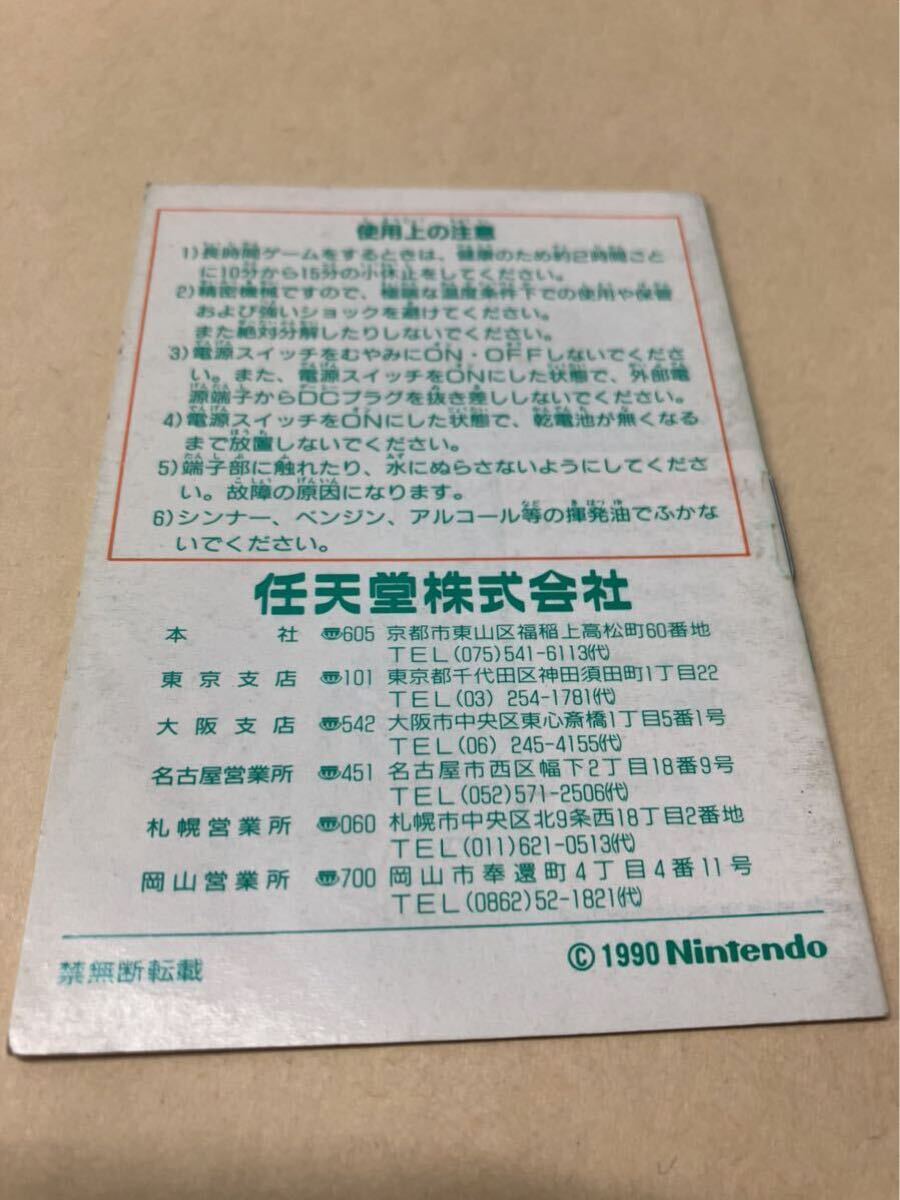 使用上の注意
1)長時間ゲームをするときは、健康のため約2時間ごと
に10分から15分の小休止をしてください。
2)精密機械ですので、極端な温度条件下での使用や保管
および強いショックを避けてください。
また絶対分解したりしないでください。
3)電源スイッチをむやみにON・OFFしないでくださ
い。また、電源スイッチをONにした状態で、外部電
源端子からDCプラグを抜き差ししないでください。
4)電源スイッチをONにした状態で、乾電池が無くなる
まで放置しないでください。
5)端子部に触れたり、水にぬらさないようにしてくださ
い。故障の原因になります。
6)シンナー、ベンジン、アルコール等の揮発油でふかな
いでください。
任天堂株式会社
本 社 〠605 京都市東山区福稲上高松町60番地
TEL(075)541-6113(代)
東京支店 〠101 東京都千代田区神田須田町1丁目22
TEL(03) 254-1781(代)
大阪支店 〠542 大阪市中央区東心斎橋1丁目5番1号
TEL(06) 245-4155(代)
名古屋営業所 〠451 名古屋市西区幅下2丁目18番9号
TEL(052)571-2506(代)
札幌営業所 〠060 札幌市中央区北9条西18丁目2番地
TEL(011)621-0513(代)
岡山営業所 〠700 岡山市奉還町4丁目4番11号
TEL(0862)52-1821(代)
禁無断転載
© 1990 Nintendo